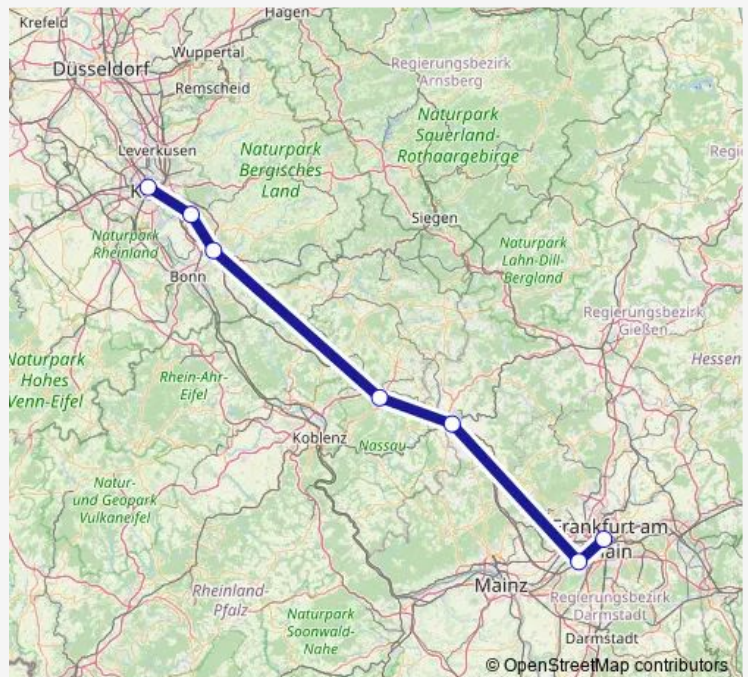 Hagen
Krefeld
Wuppertal
Düsseldorf
Remscheid
Regierungsbezirk
Arnsberg
Naturpark
Sauerland-
Rothaargebirge
Leverkusen
Naturpark
Bergisches
Land
Regi
K
Siegen
Naturpark
Rheinland
Naturpark
Lahn-Dill-
Bergland
Bonn
Regierungsbezirk
Gießen
Naturpark
Hohes
Venn-Eifel
Rhein-Ahr-
Eifel
Hessen
Koblenz
Nassau
Natur-
und Geopark
Vulkaneifel
Frankfurt am
Main
Mainz
Rheinland-
Pfalz
Regierungsbezirk
Darmstadt
Naturpark
Soonwald-
Nahe
Darmstadt
© OpenStreetMap contributors